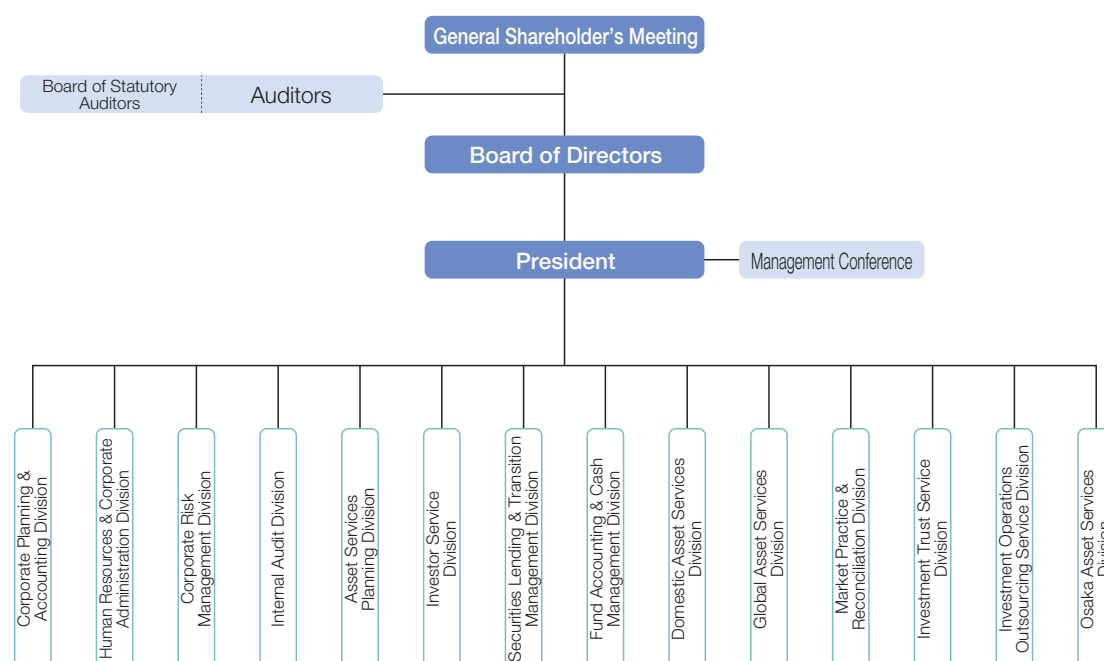 General Shareholder's Meeting
Board of Statutory
Auditors
Auditors
Board of Directors
President
Management Conference
Corporate Planning &
Accounting Division
Human Resources & Corporate
Administration Division
Corporate Risk
Management Division
Internal Audit Division
Asset Services
Planning Division
Investor Service
Division
Securities Lending & Transition
Management Division
Fund Accounting & Cash
Management Division
Domestic Asset Services
Division
Global Asset Services
Division
Market Practice &
Reconciliation Division
Investment Trust Service
Division
Investment Operations
Outsourcing Service Division
Osaka Asset Services
Division